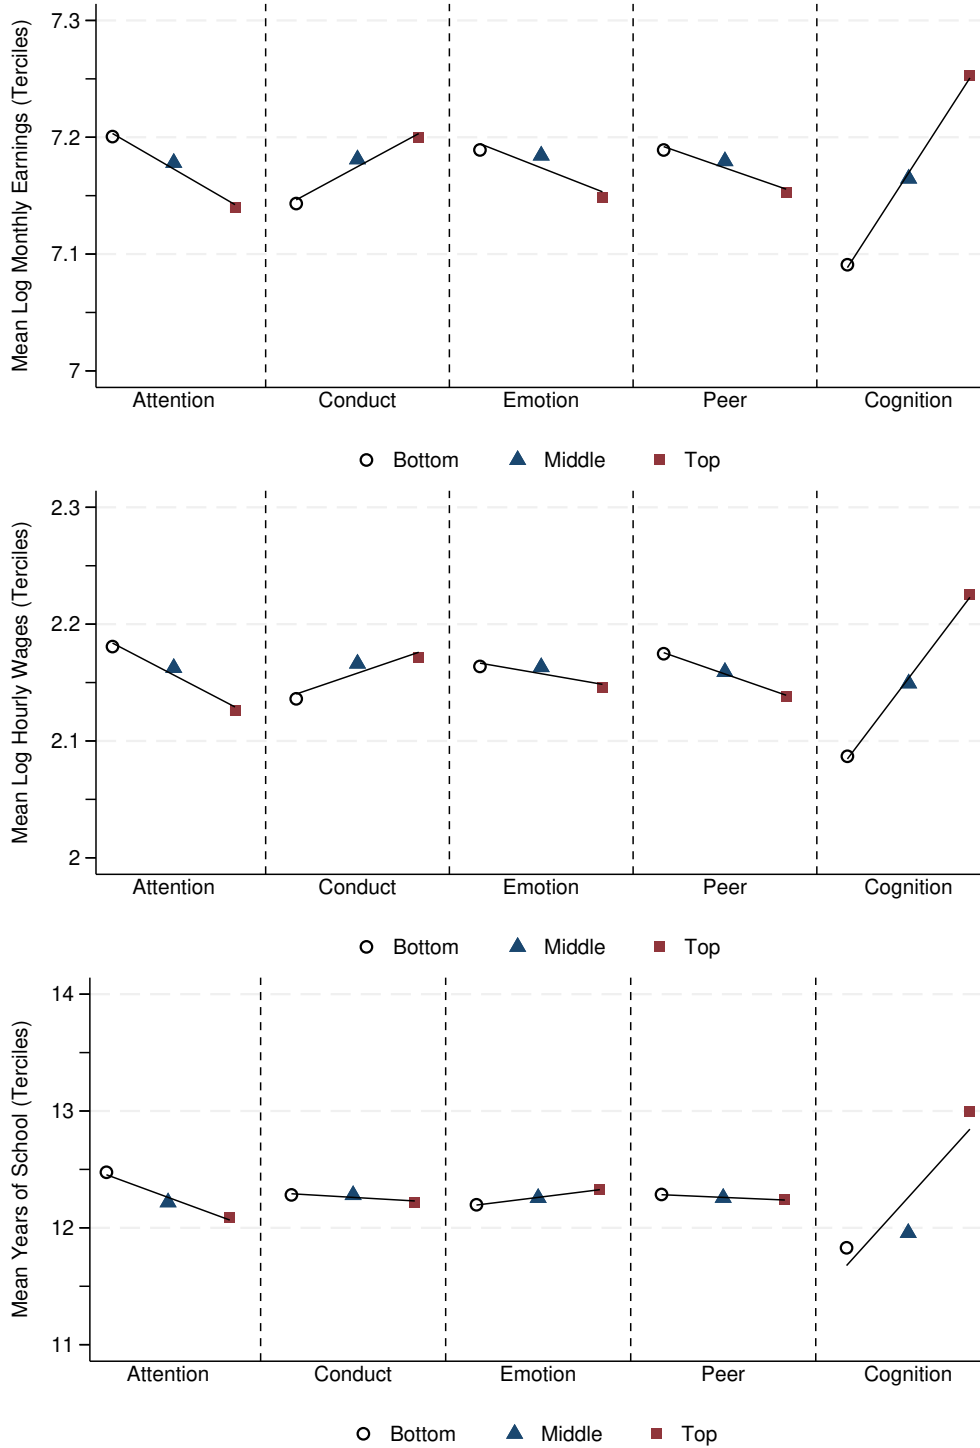 Mean Log Monthly Earnings (Terciles)
7.3
7.2
7.1
7
Attention Conduct Emotion Peer Cognition
Bottom Middle Top
Mean Log Hourly Wages (Terciles)
2.3
2.2
2.1
2
Attention Conduct Emotion Peer Cognition
Bottom Middle Top
Mean Years of School (Terciles)
14
13
12
11
Attention Conduct Emotion Peer Cognition
Bottom Middle Top